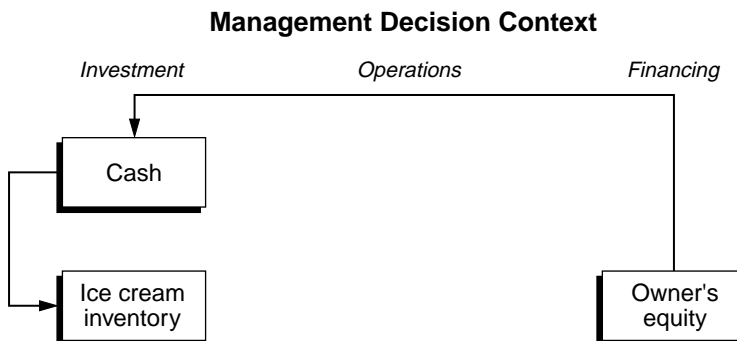 Management Decision Context
Investment Operations Financing
Cash
Ice cream
inventory
Owner's
equity